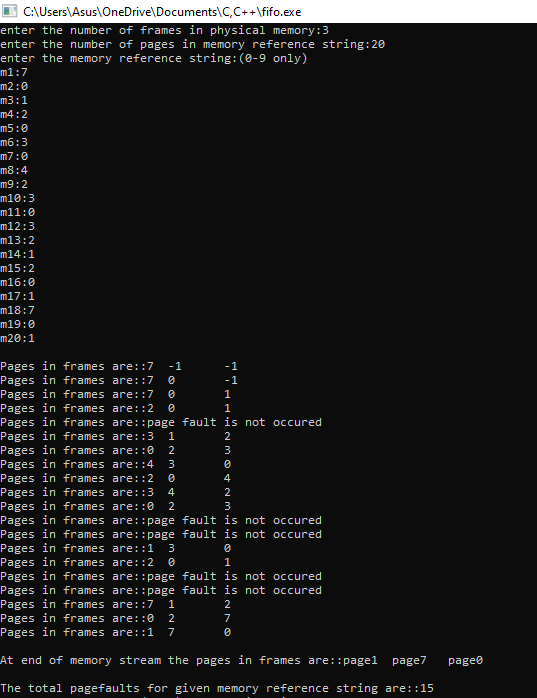 C:\Users\Asus\OneDrive\Documents\C,C++\fifo.exe
enter the number of frames in physical memory:3
enter the number of pages in memory reference string:20
enter the memory reference string:(0-9 only)
m1:7
m2:0
m3:1
m4:2
m5:0
m6:3
m7:0
m8:4
m9:2
m10:3
m11:0
m12:3
m13:2
m14:1
m15:2
m16:0
m17:1
m18:7
m19:0
m20:1
Pages in frames are::7 -1 -1
Pages in frames are::7 0 -1
Pages in frames are::7 0 1
Pages in frames are::2 0 1
Pages in frames are::page fault is not occured
Pages in frames are::3 1 2
Pages in frames are::0 2 3
Pages in frames are::4 3 0
Pages in frames are::2 0 4
Pages in frames are::3 4 2
Pages in frames are::0 2 3
Pages in frames are::page fault is not occured
Pages in frames are::page fault is not occured
Pages in frames are::1 3 0
Pages in frames are::2 0 1
Pages in frames are::page fault is not occured
Pages in frames are::page fault is not occured
Pages in frames are::7 1 2
Pages in frames are::0 2 7
Pages in frames are::1 7 0
At end of memory stream the pages in frames are::page1 page7 page0
The total pagefaults for given memory reference string are::15